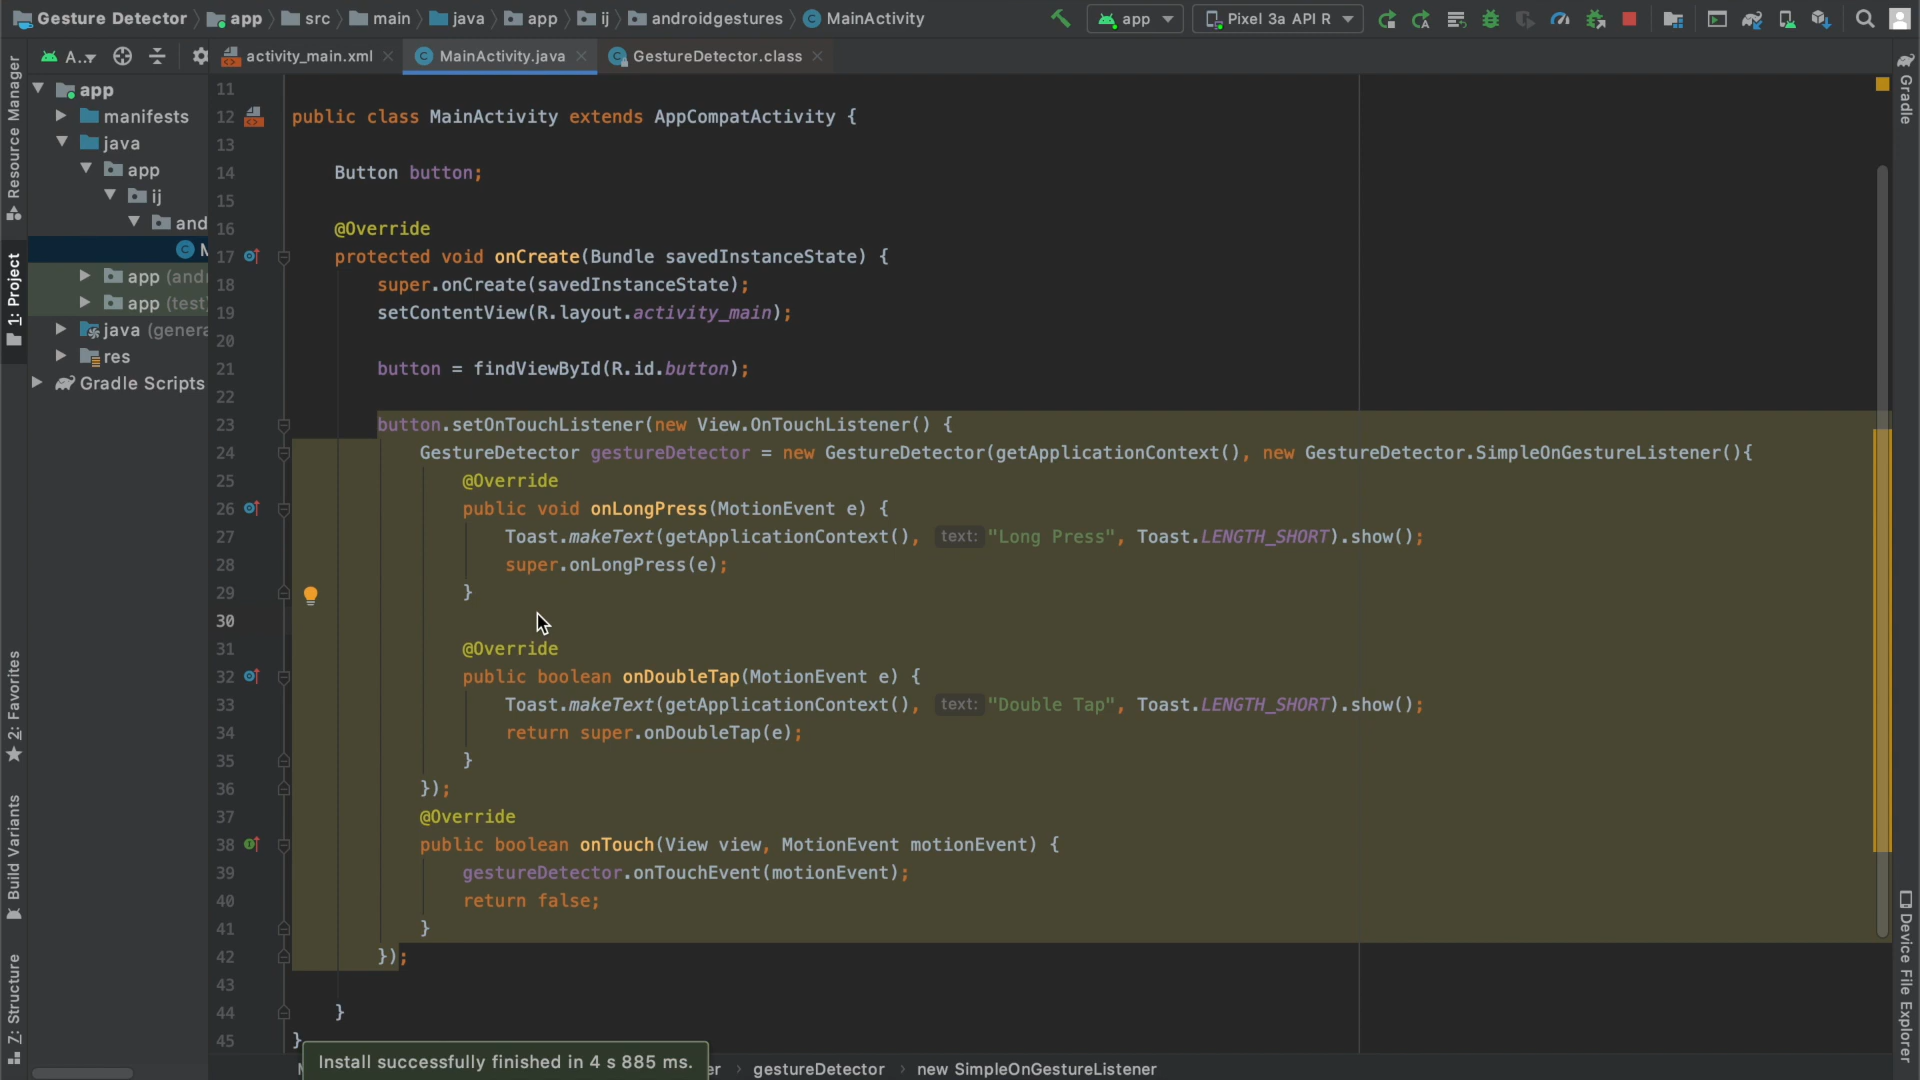 Gesture Detector app src main java app ij androidgestures MainActivity app Pixel 3a API R
A.. activity_main.xml MainActivity.java GestureDetector.class
Resource Manager
1: Project
2: Favorites
Build Variants
Z: Structure
app
manifests
java
app
ij
and
app (and
app (test)
java (genera
res
Gradle Scripts
11
12 public class MainActivity extends AppCompatActivity {
13
14 Button button;
15
16 @Override
17 protected void onCreate(Bundle savedInstanceState) {
18 super.onCreate(savedInstanceState);
19 setContentView(R.layout.activity_main);
20
21 button = findViewById(R.id.button);
22
23 button.setOnTouchListener(new View.OnTouchListener() {
24 GestureDetector gestureDetector = new GestureDetector(getApplicationContext(), new GestureDetector.SimpleOnGestureListener(){
25 @Override
26 public void onLongPress(MotionEvent e) {
27 Toast.makeText(getApplicationContext(), text: "Long Press", Toast.LENGTH_SHORT).show();
28 super.onLongPress(e);
29 }
30
31 @Override
32 public boolean onDoubleTap(MotionEvent e) {
33 Toast.makeText(getApplicationContext(), text: "Double Tap", Toast.LENGTH_SHORT).show();
34 return super.onDoubleTap(e);
35 }
36 });
37 @Override
38 public boolean onTouch(View view, MotionEvent motionEvent) {
39 gestureDetector.onTouchEvent(motionEvent);
40 return false;
41 }
42 });
43
44 }
45 }
Install successfully finished in 4 s 885 ms.
er gestureDetector new SimpleOnGestureListener
Gradle
Device File Explorer